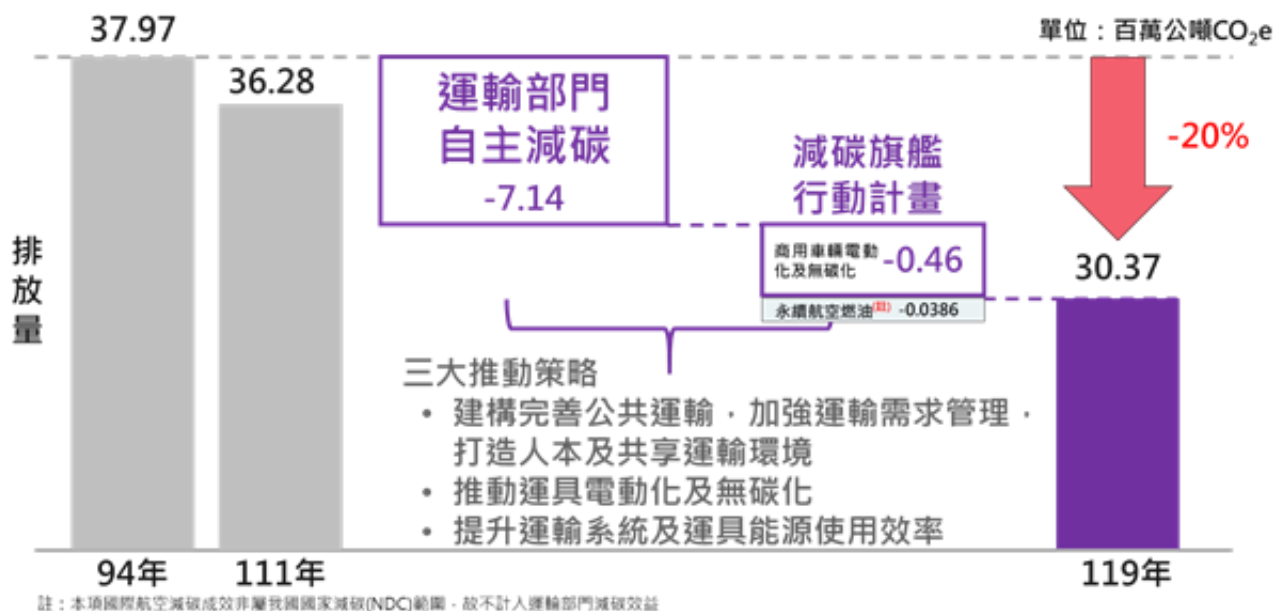 37.97
單位：百萬公噸CO₂e
36.28
運輸部門
自主減碳
-7.14
減碳旗艦
行動計畫
-20%
商用車輛電動
化及無碳化
-0.46
永續航空燃油(註) -0.0386
30.37
排放量
三大推動策略
• 建構完善公共運輸，加強運輸需求管理，
打造人本及共享運輸環境
• 推動運具電動化及無碳化
• 提升運輸系統及運具能源使用效率
94年
111年
119年
註：本項國際航空減碳成效非屬我國國家減碳(NDC)範圍，故不計入運輸部門減碳效益